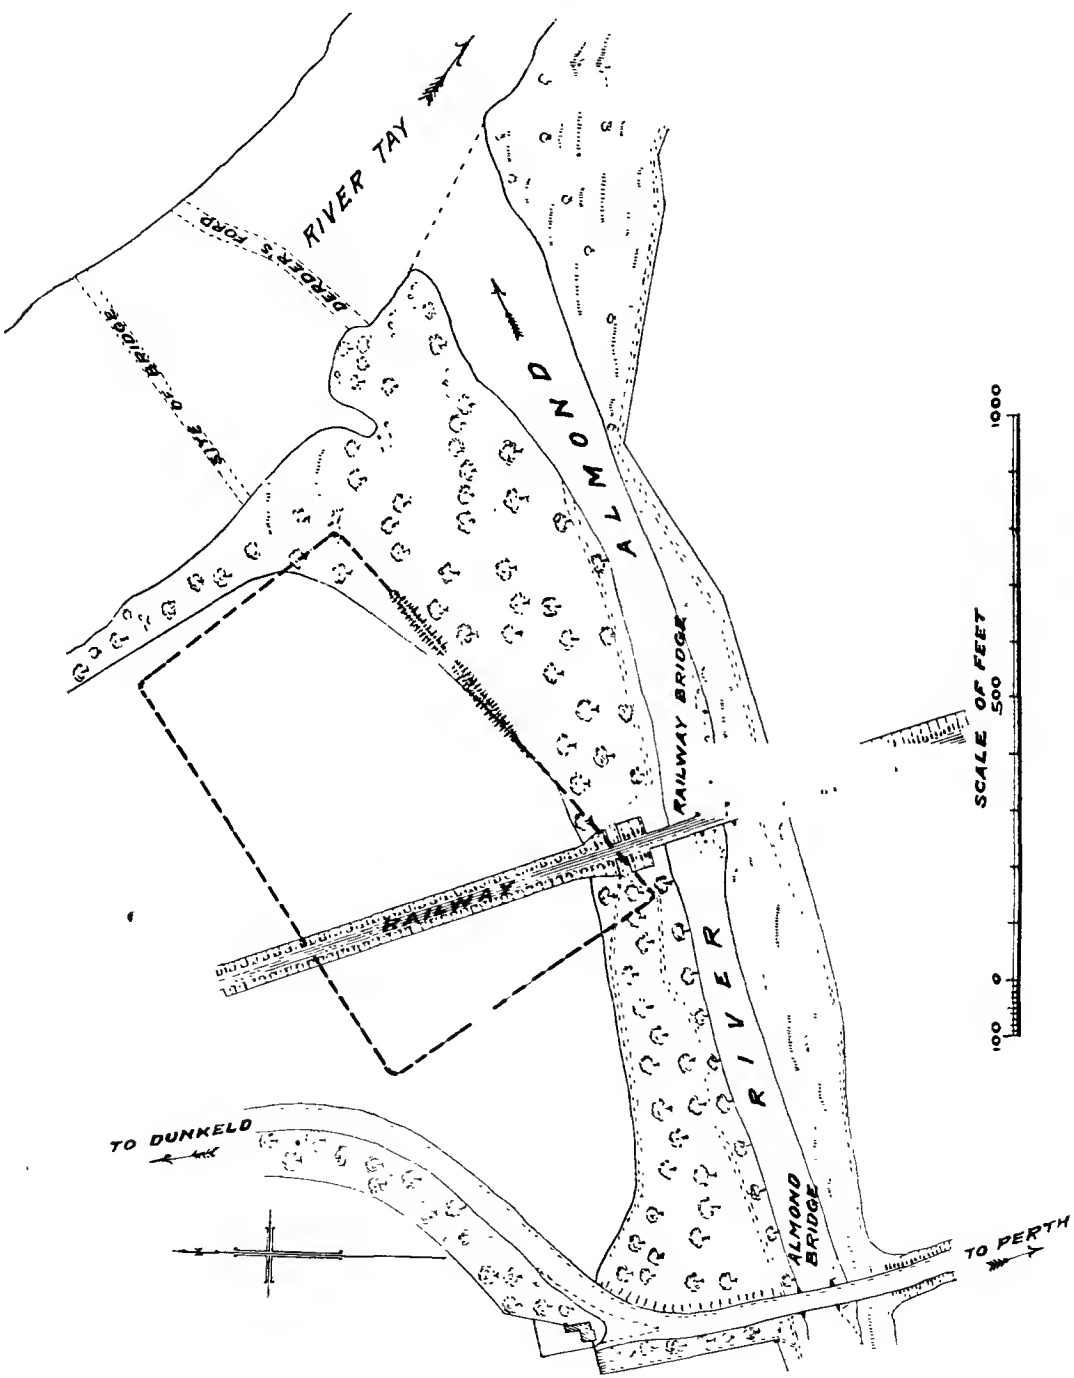 RIVER TAY
DERDER'S FORD
SITE OF BRIDGE
ALMOND
RIVER
RAILWAY BRIDGE
RAILWAY
TO DUNKELD
N
ALMOND
BRIDGE
TO PERTH
SCALE OF FEET
100 0 500 1000